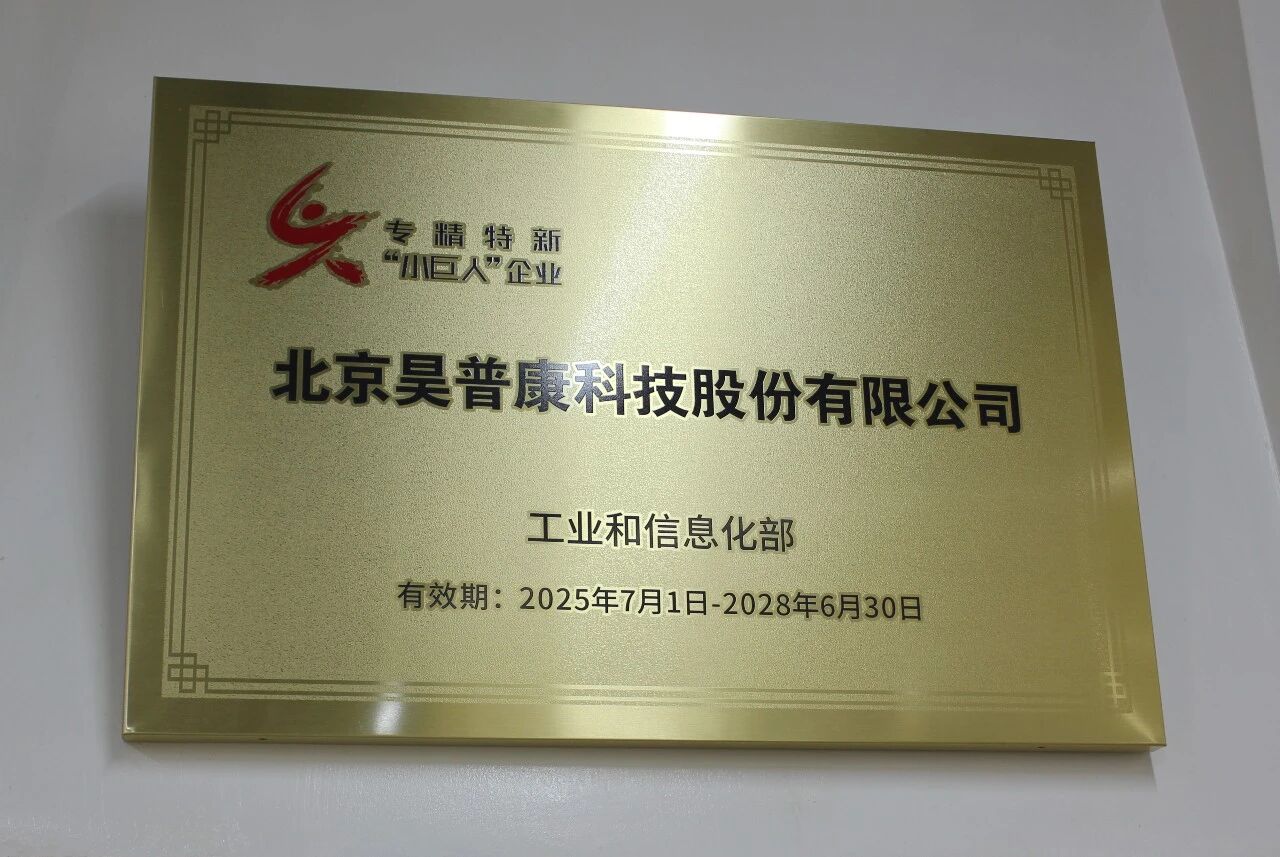 专精特新
“小巨人”企业
北京昊普康科技股份有限公司
工业和信息化部
有效期：2025年7月1日-2028年6月30日